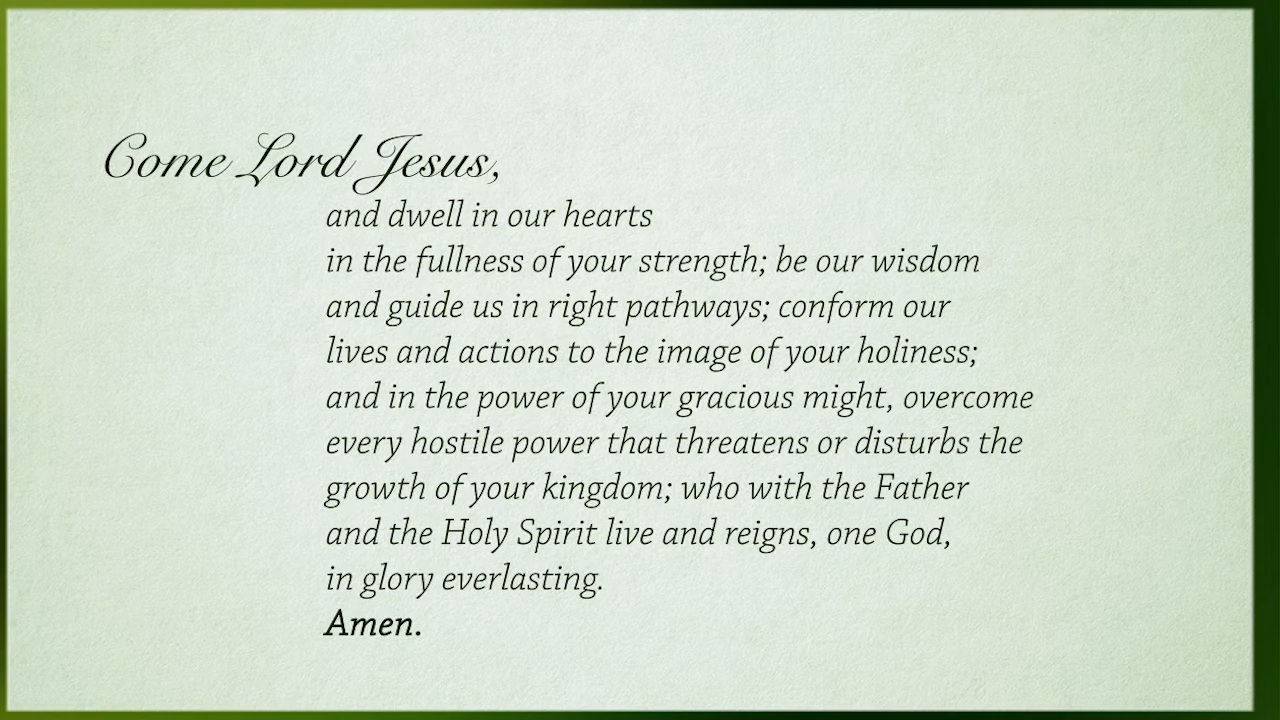 Come Lord Jesus,
and dwell in our hearts
in the fullness of your strength; be our wisdom
and guide us in right pathways; conform our
lives and actions to the image of your holiness;
and in the power of your gracious might, overcome
every hostile power that threatens or disturbs the
growth of your kingdom; who with the Father
and the Holy Spirit live and reigns, one God,
in glory everlasting.
Amen.